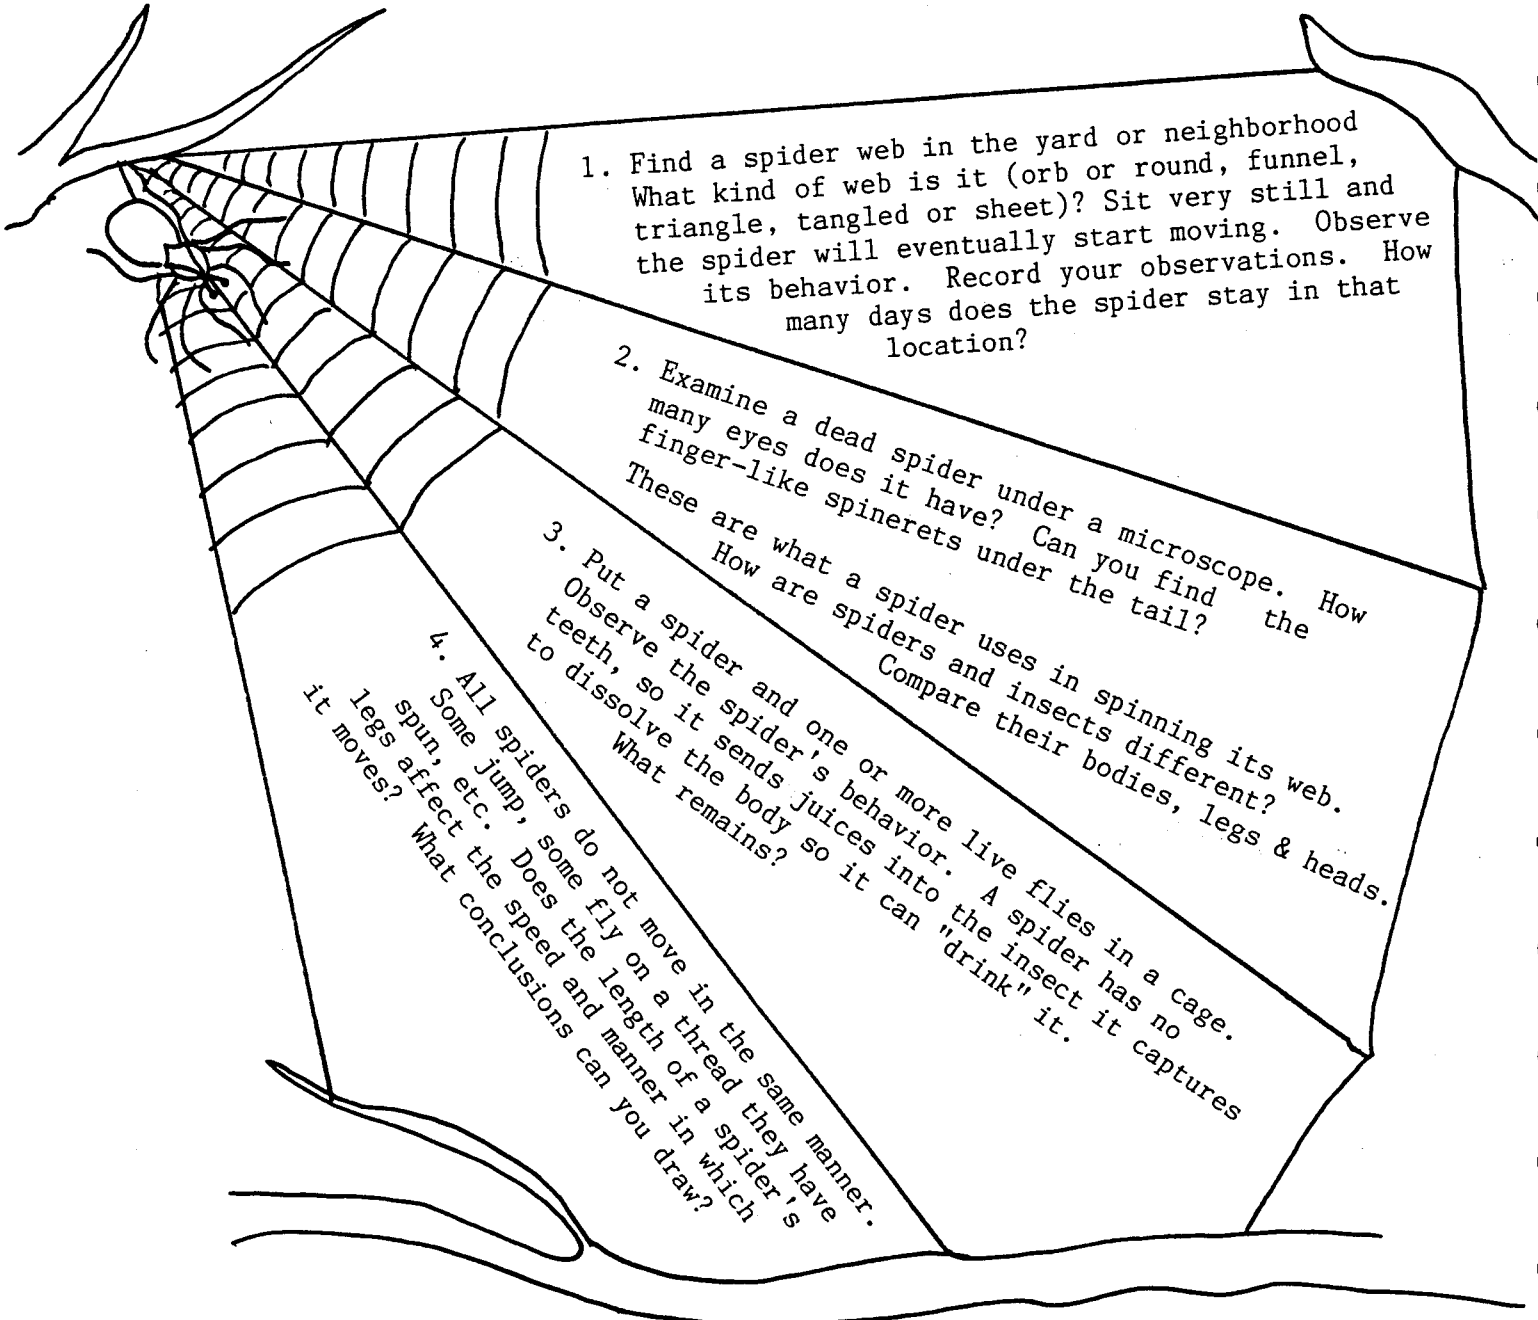 1. Find a spider web in the yard or neighborhood
What kind of web is it (orb or round, funnel,
triangle, tangled or sheet)? Sit very still and
the spider will eventually start moving. Observe
its behavior. Record your observations. How
many days does the spider stay in that
location?
2. Examine a dead spider under a microscope. How
many eyes does it have? Can you find the
finger-like spinerets under the tail?
These are what a spider uses in spinning its web.
How are spiders and insects different?
Compare their bodies, legs & heads.
3. Put a spider and one or more live flies in a cage.
Observe the spider's behavior. A spider has no
teeth, so it sends juices into the insect it captures
to dissolve the body so it can "drink" it.
What remains?
4. All spiders do not move in the same manner.
Some jump, some fly on a thread they have
spun, etc. Does the length of a spider's
legs affect the speed and manner in which
it moves? What conclusions can you draw?